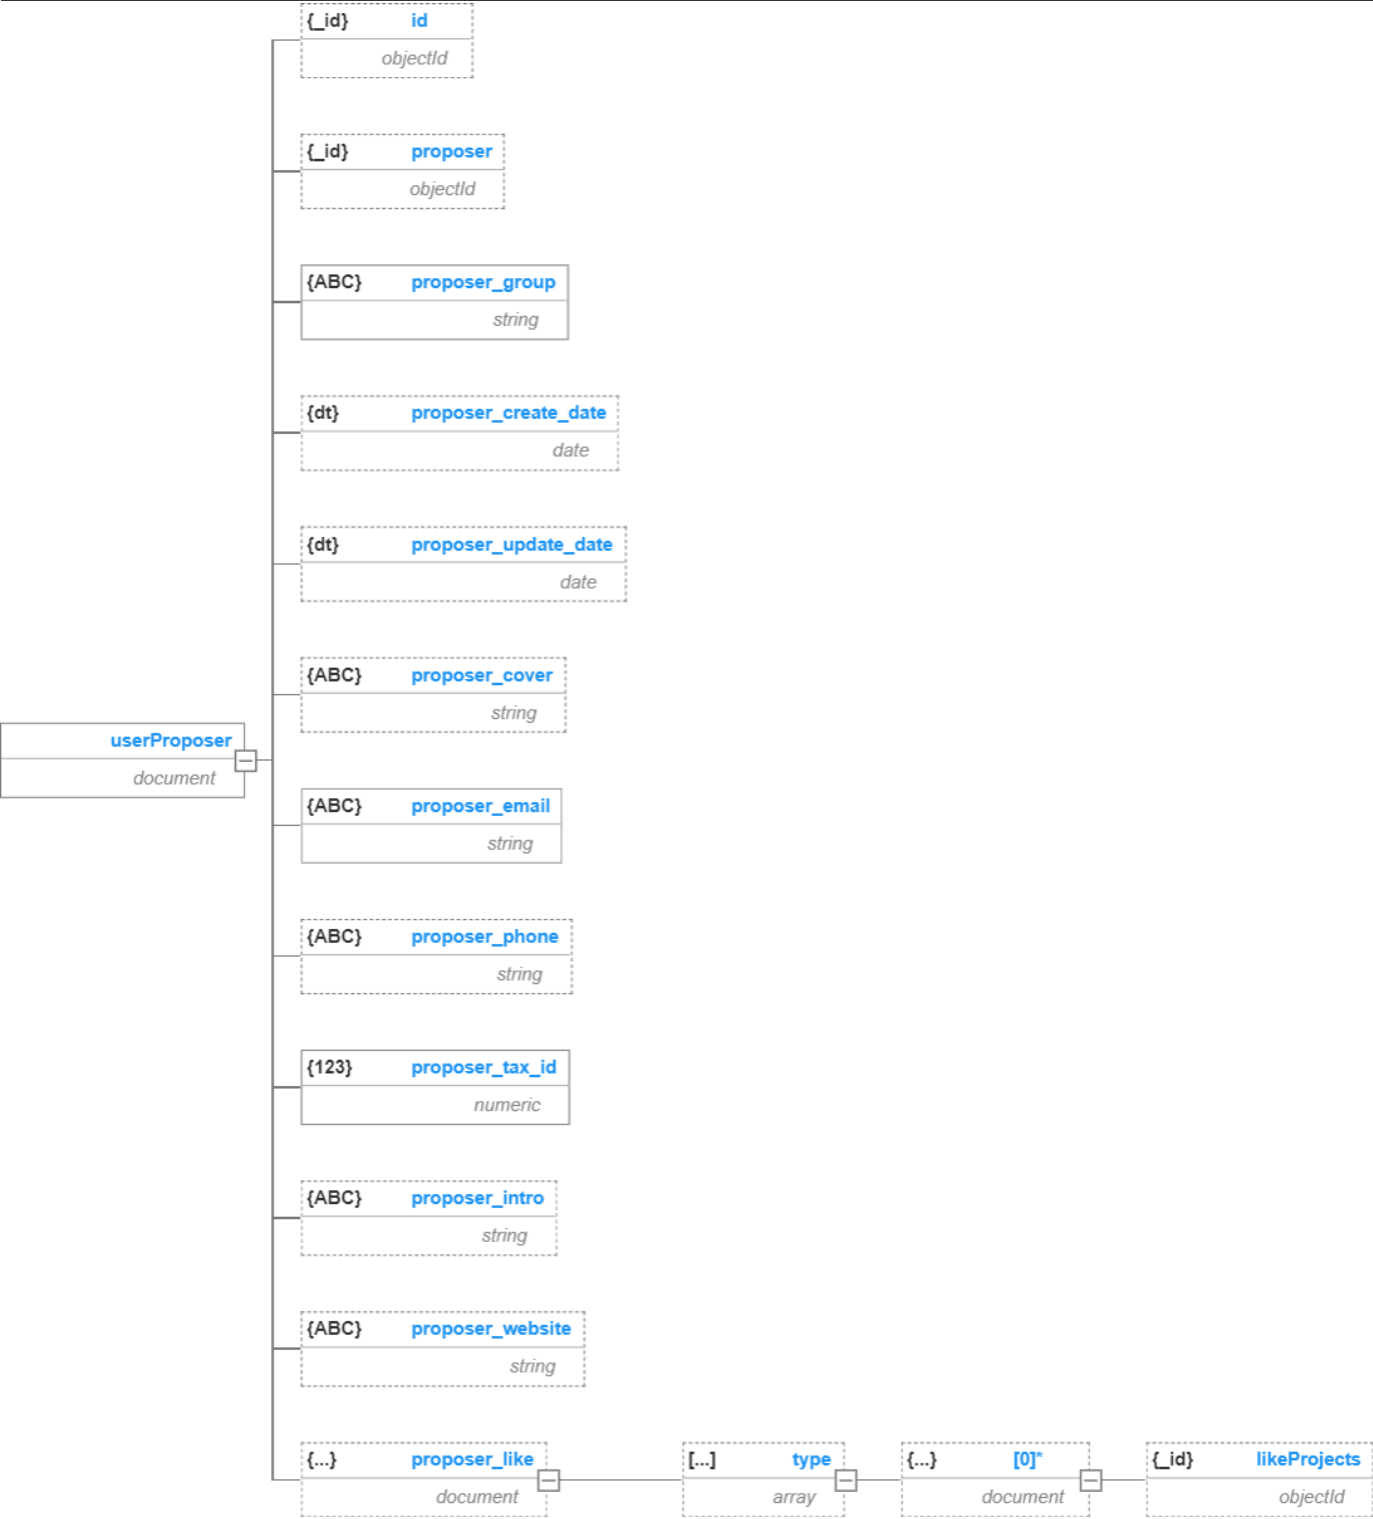 {_id} id
objectId
{_id} proposer
objectId
{ABC} proposer_group
string
{dt} proposer_create_date
date
{dt} proposer_update_date
date
{ABC} proposer_cover
string
userProposer
document
{ABC} proposer_email
string
{ABC} proposer_phone
string
{123} proposer_tax_id
numeric
{ABC} proposer_intro
string
{ABC} proposer_website
string
{...} proposer_like [...] type {...} [0]* {_id} likeProjects
document array document objectId